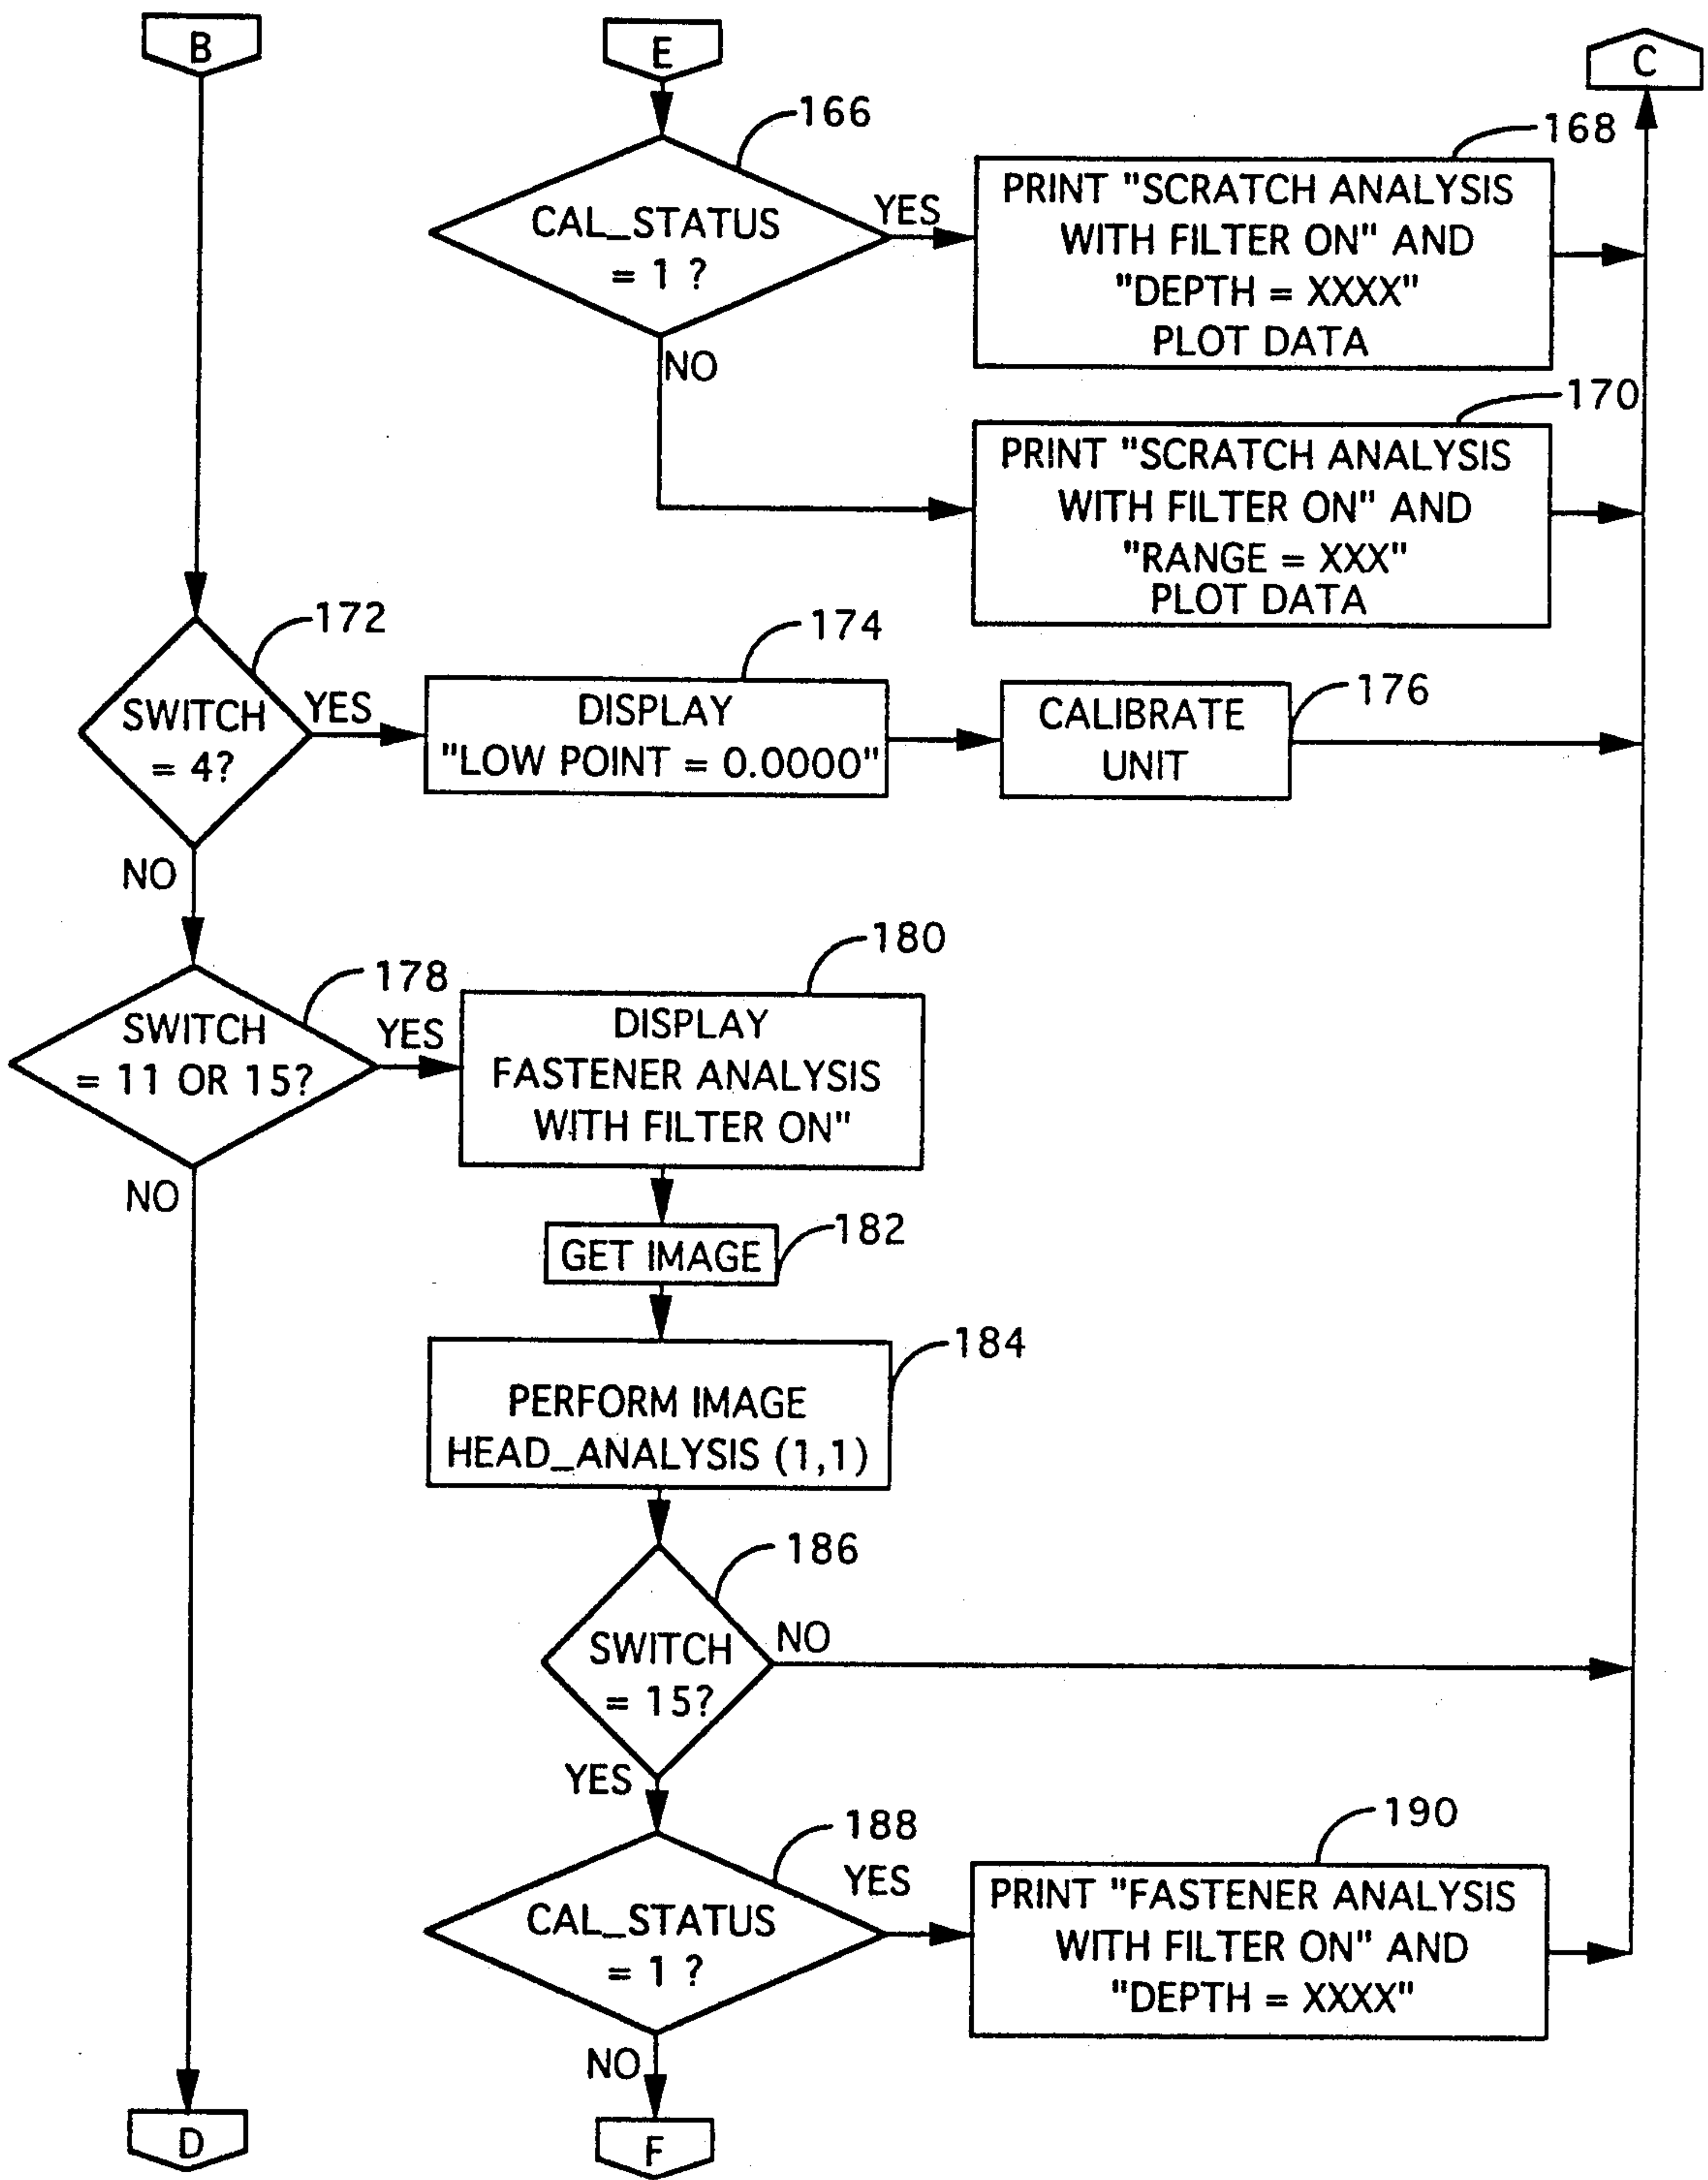 B
E
C
166
168
CAL_STATUS
= 1 ?
YES
PRINT "SCRATCH ANALYSIS
WITH FILTER ON" AND
"DEPTH = XXXX"
PLOT DATA
NO
170
PRINT "SCRATCH ANALYSIS
WITH FILTER ON" AND
"RANGE = XXX"
PLOT DATA
172
SWITCH
= 4?
YES
174
DISPLAY
"LOW POINT = 0.0000"
176
CALIBRATE
UNIT
NO
178
SWITCH
= 11 OR 15?
YES
180
DISPLAY
FASTENER ANALYSIS
WITH FILTER ON"
NO
182
GET IMAGE
184
PERFORM IMAGE
HEAD_ANALYSIS (1,1)
186
SWITCH
= 15?
NO
YES
188
CAL_STATUS
= 1 ?
YES
190
PRINT "FASTENER ANALYSIS
WITH FILTER ON" AND
"DEPTH = XXXX"
NO
D
F